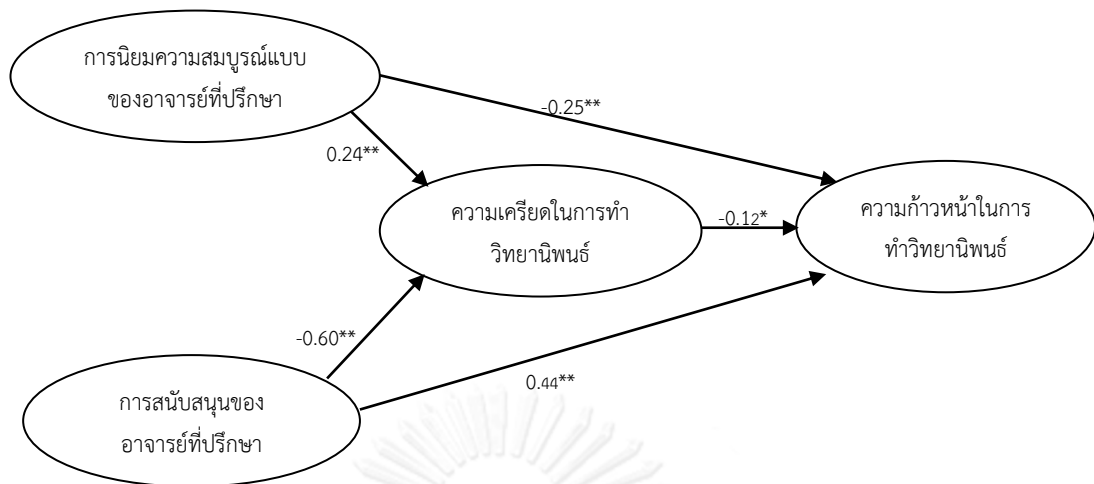 การนิยมความสมบูรณ์แบบ
ของอาจารย์ที่ปรึกษา
-0.25**
0.24**
ความเครียดในการทำ
วิทยานิพนธ์
-0.12*
ความก้าวหน้าในการ
ทำวิทยานิพนธ์
-0.60**
0.44**
การสนับสนุนของ
อาจารย์ที่ปรึกษา